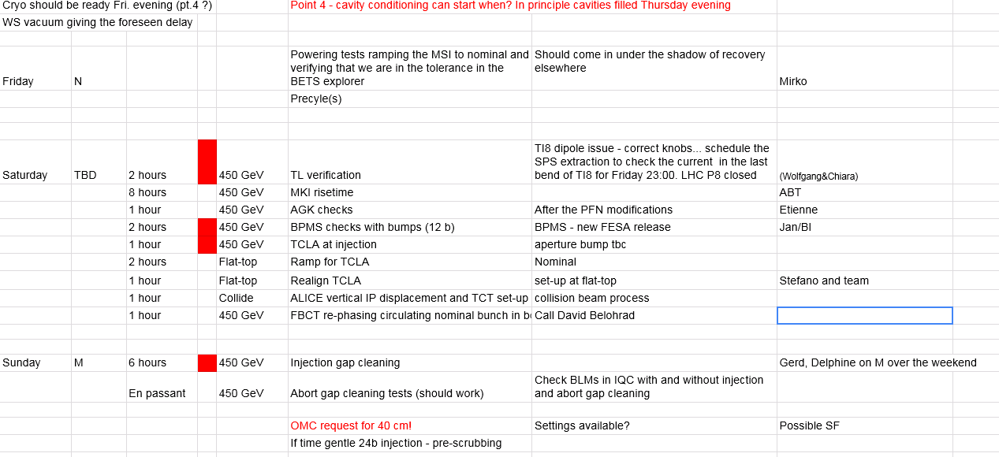 Cryo should be ready Fri. evening (pt.4 ?) Point 4 - cavity conditioning can start when? In principle cavities filled Thursday evening
WS vacuum giving the foreseen delay
Powering tests ramping the MSI to nominal and Should come in under the shadow of recovery
verifying that we are in the tolerance in the elsewhere
Friday N BETS explorer Mirko
Precyle(s)
TI8 dipole issue - correct knobs... schedule the
SPS extraction to check the current in the last
Saturday TBD 2 hours 450 GeV TL verification bend of TI8 for Friday 23:00. LHC P8 closed (Wolfgang&Chiara)
8 hours 450 GeV MKI risetime ABT
1 hour 450 GeV AGK checks After the PFN modifications Etienne
2 hours 450 GeV BPMS checks with bumps (12 b) BPMS - new FESA release Jan/BI
1 hour 450 GeV TCLA at injection aperture bump tbc
2 hours Flat-top Ramp for TCLA Nominal
1 hour Flat-top Realign TCLA set-up at flat-top Stefano and team
1 hour Collide ALICE vertical IP displacement and TCT set-up collision beam process
1 hour 450 GeV FBCT re-phasing circulating nominal bunch in Call David Belohrad
Sunday M 6 hours 450 GeV Injection gap cleaning Gerd, Delphine on M over the weekend
Check BLMs in IQC with and without injection
En passant 450 GeV Abort gap cleaning tests (should work) and abort gap cleaning
OMC request for 40 cm! Settings available? Possible SF
If time gentle 24b injection - pre-scrubbing